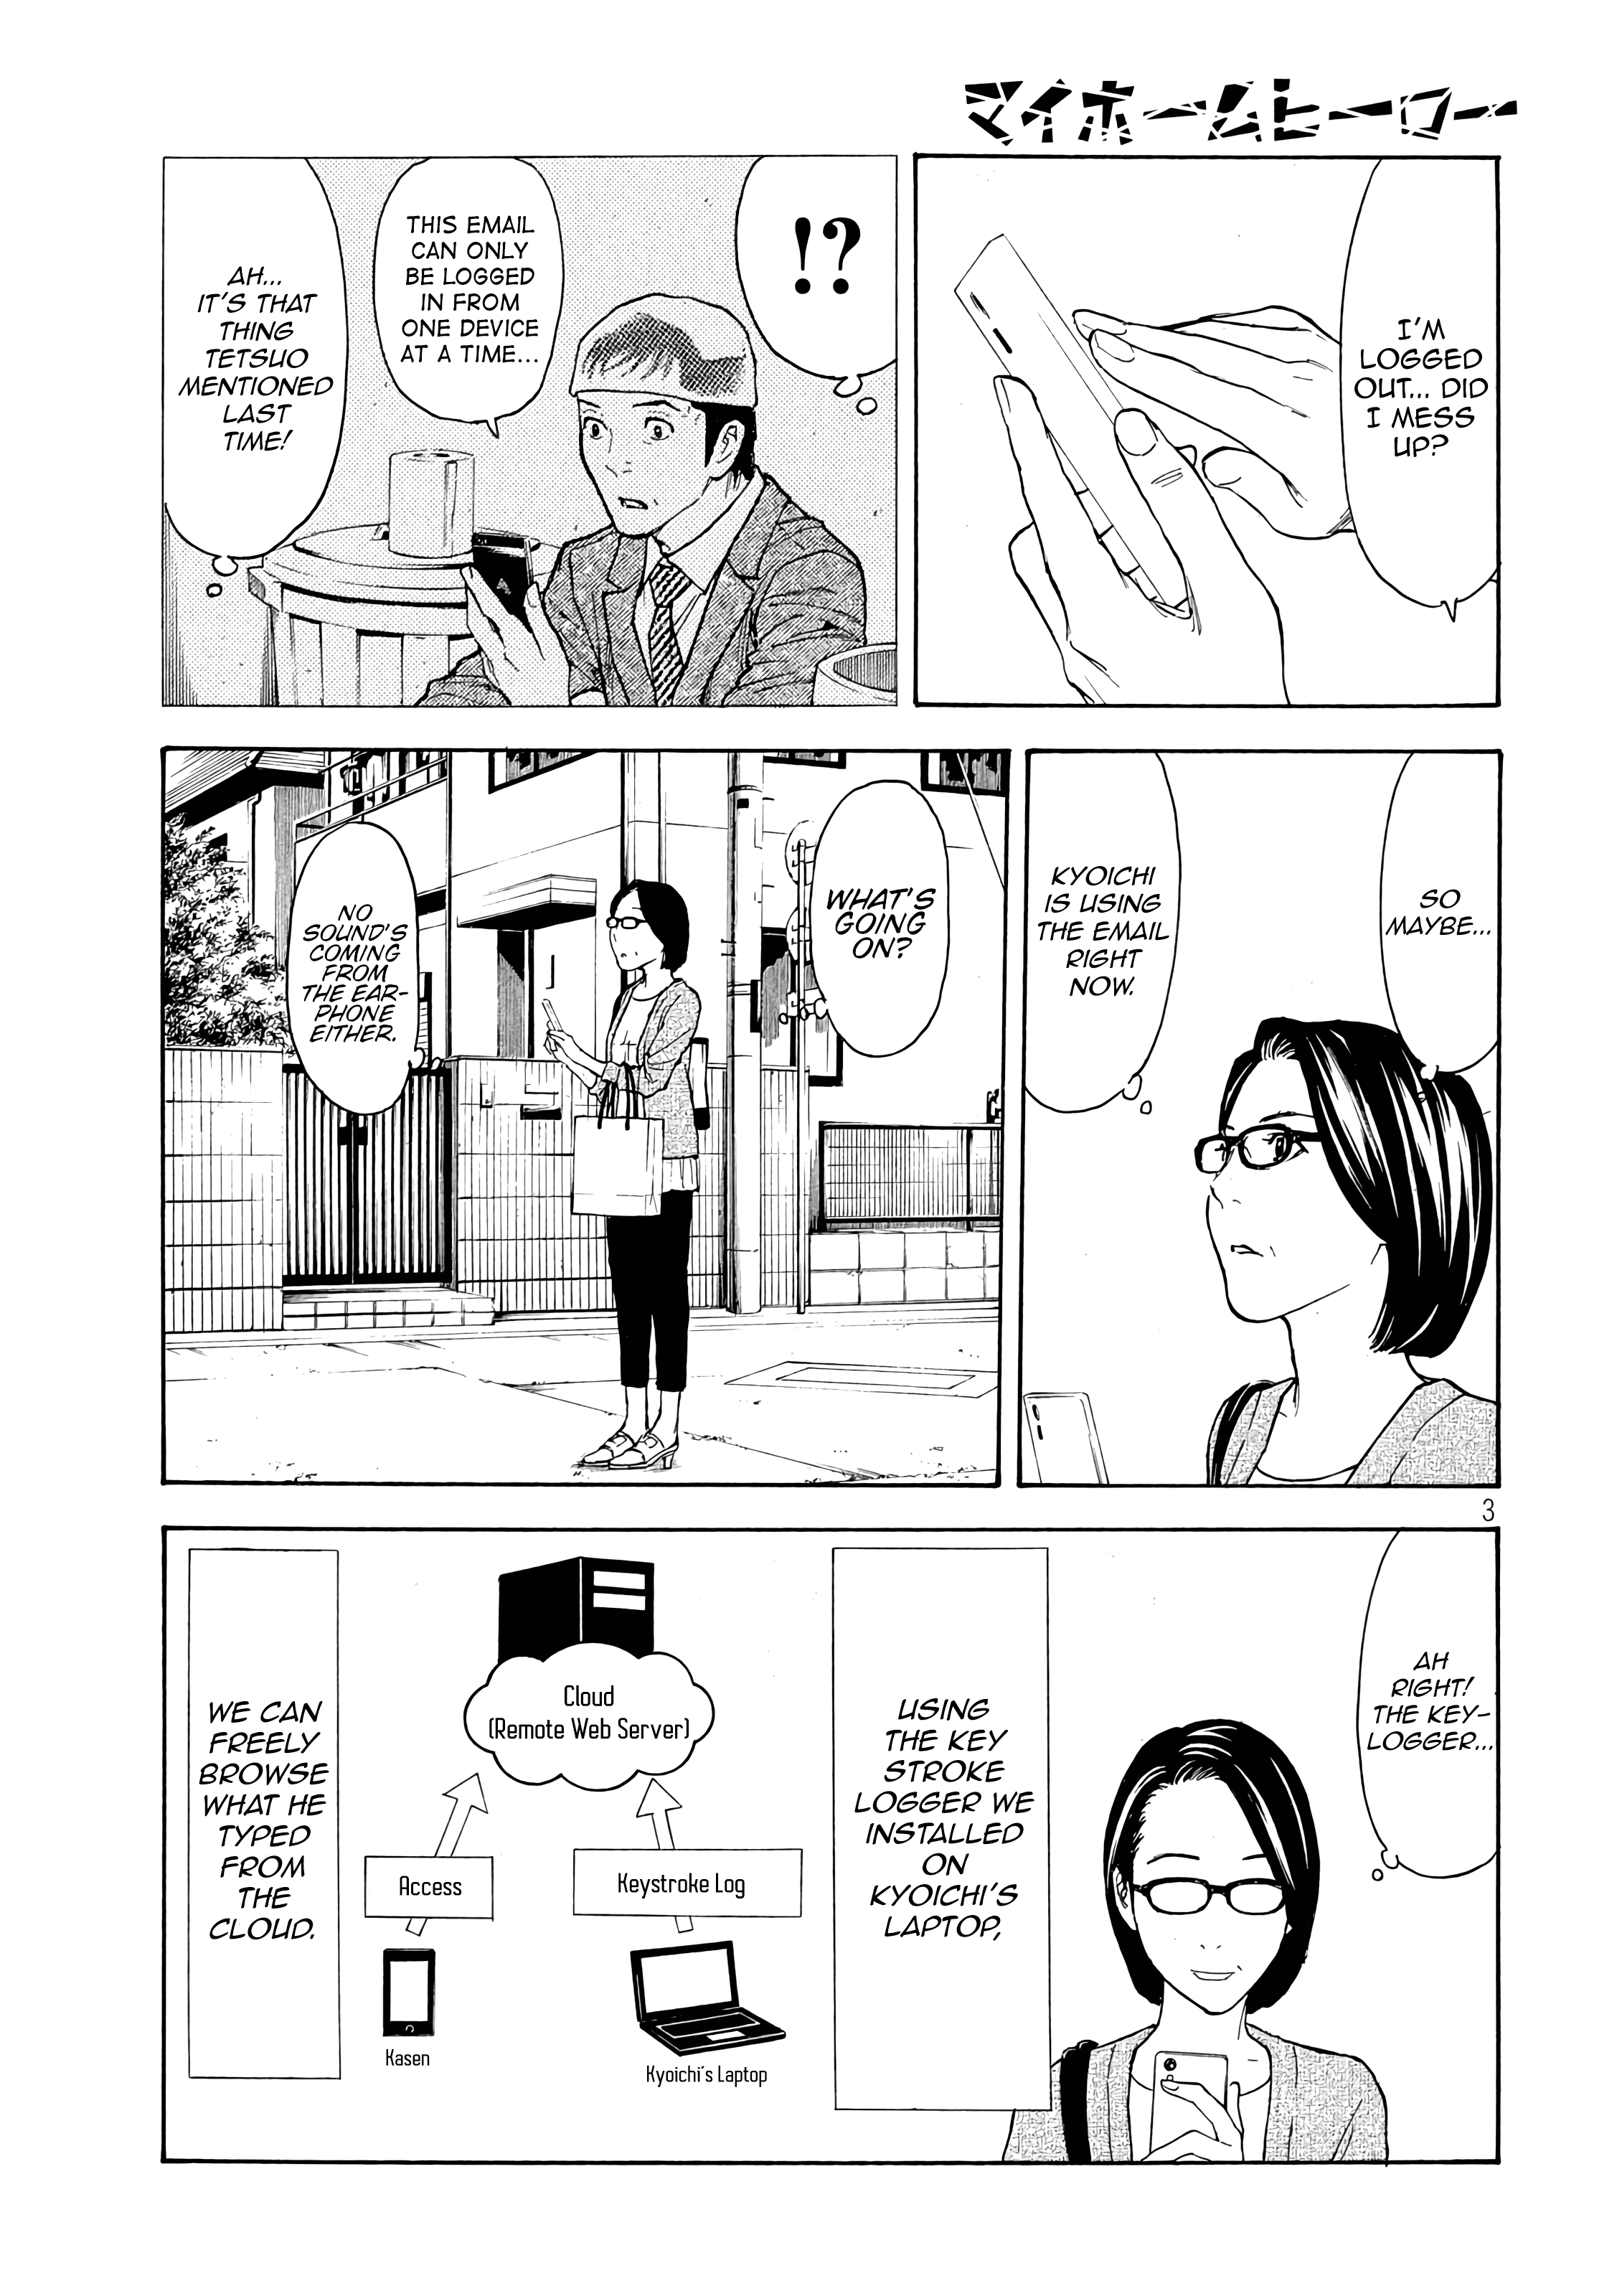 マイホームヒーロー
I'M
LOGGED
OUT... DID
I MESS
UP?
!?
THIS EMAIL
CAN ONLY
BE LOGGED
IN FROM
ONE DEVICE
AT A TIME...
AH...
IT'S THAT
THING
TETSUO
MENTIONED
LAST
TIME!
SO
MAYBE...
KYOICHI
IS USING
THE EMAIL
RIGHT
NOW.
WHAT'S
GOING
ON?
NO
SOUND'S
COMING
FROM
THE EAR-
PHONE
EITHER.
3
AH
RIGHT!
THE KEY-
LOGGER...
USING
THE KEY
STROKE
LOGGER WE
INSTALLED
ON
KYOICHI'S
LAPTOP,
Cloud
(Remote Web Server)
Access
Keystroke Log
Kasen
Kyoichi's Laptop
WE CAN
FREELY
BROWSE
WHAT HE
TYPED
FROM
THE
CLOUD.